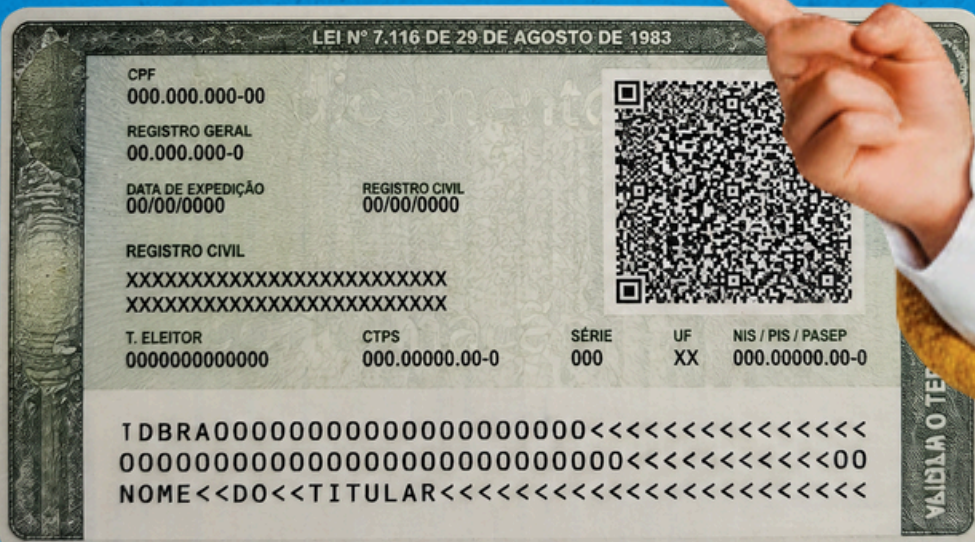 LEI Nº 7.116 DE 29 DE AGOSTO DE 1983
CPF
000.000.000-00
REGISTRO GERAL
00.000.000-0
DATA DE EXPEDIÇÃO REGISTRO CIVIL
00/00/0000 00/00/0000
REGISTRO CIVIL
XXXXXXXXXXXXXXXXXXXXXXXXX
XXXXXXXXXXXXXXXXXXXXXXXXX
T. ELEITOR CTPS SÉRIE UF NIS / PIS / PASEP
0000000000000 000.00000.00-0 000 XX 000.00000.00-0
TDBRA00000000000000000000<<<<<<<<<<<<<<<
000000000000000000000000000<<<<<<<<<<<00
NOME<<DO<<TITULAR<<<<<<<<<<<<<<<<<<<<<<<